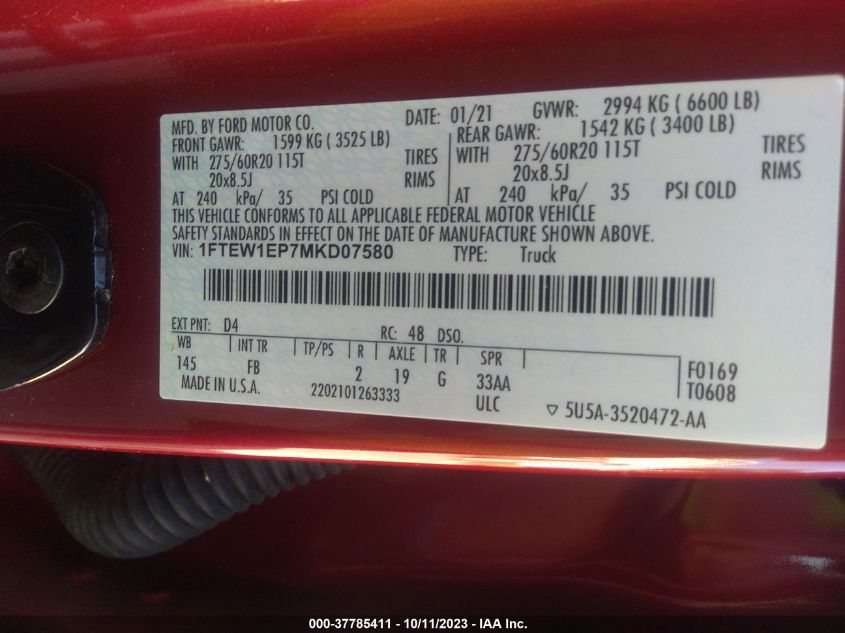 MFD. BY FORD MOTOR CO. DATE: 01/21 GVWR: 2994 KG ( 6600 LB)
FRONT GAWR: 1599 KG ( 3525 LB) REAR GAWR: 1542 KG ( 3400 LB)
WITH 275/60R20 115T TIRES WITH 275/60R20 115T TIRES
20x8.5J RIMS 20x8.5J RIMS
AT 240 kPa/ 35 PSI COLD AT 240 kPa/ 35 PSI COLD
THIS VEHICLE CONFORMS TO ALL APPLICABLE FEDERAL MOTOR VEHICLE
SAFETY STANDARDS IN EFFECT ON THE DATE OF MANUFACTURE SHOWN ABOVE.
VIN: 1FTEW1EP7MKD07580 TYPE: Truck
EXT PNT: D4 RC: 48 DSO:
WB INT TR TP/PS R AXLE TR SPR
145 FB 2 19 G 33AA F0169
MADE IN U.S.A. 2202101263333 ULC T0608
▽ 5U5A-3520472-AA
000-37785411 - 10/11/2023 - IAA Inc.